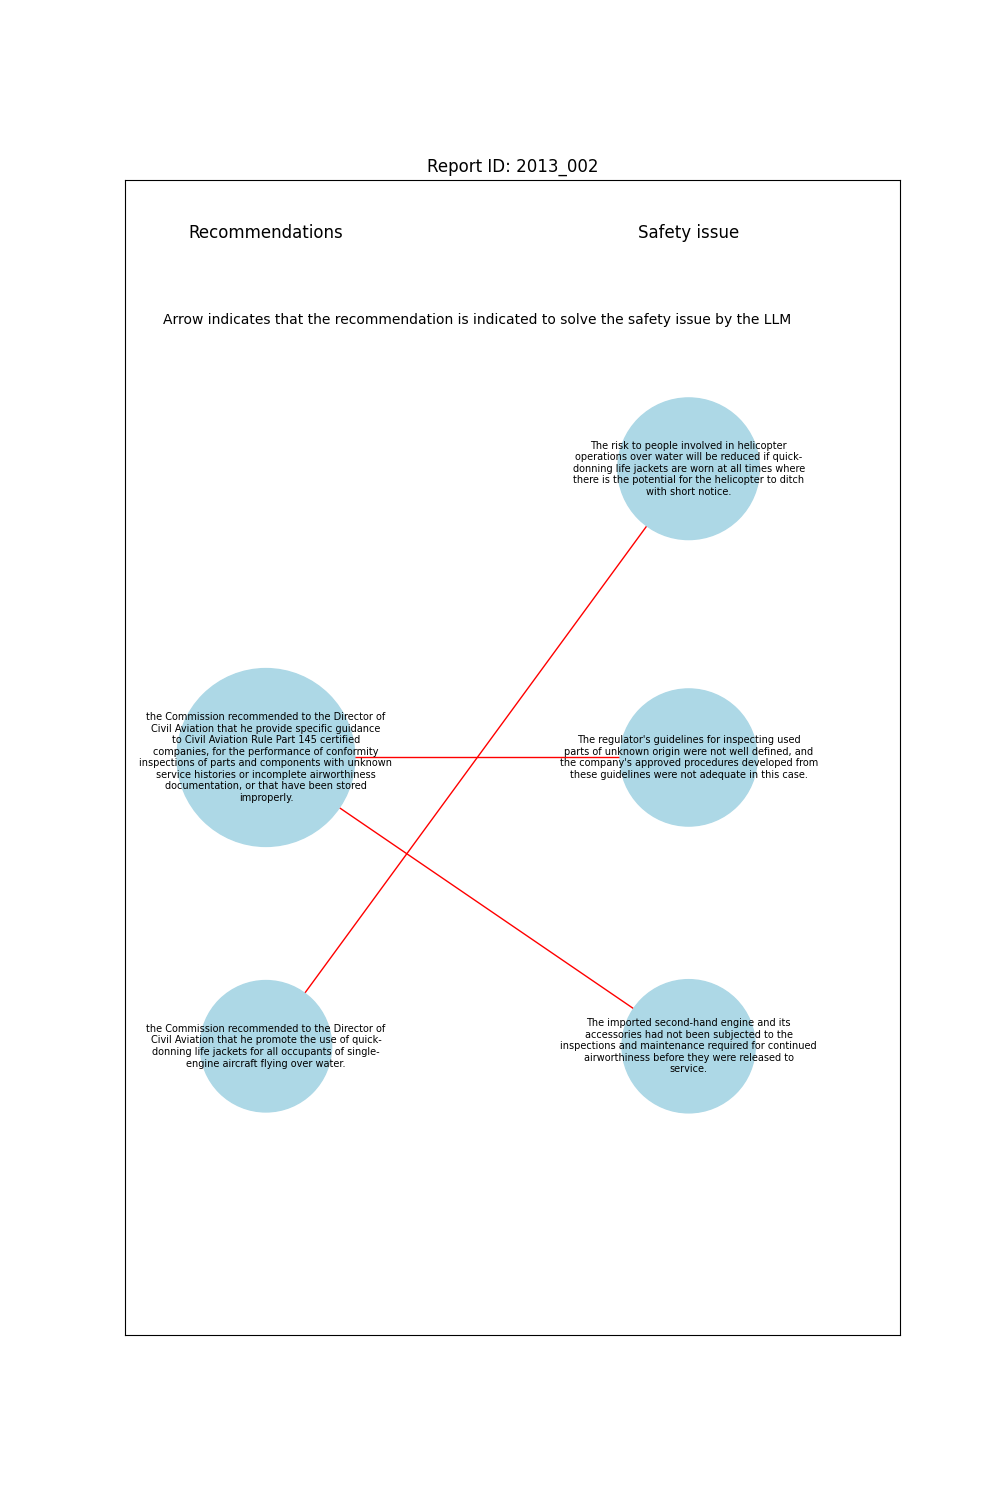 Report ID: 2013_002
Recommendations
Safety issue
Arrow indicates that the recommendation is indicated to solve the safety issue by the LLM
The risk to people involved in helicopter
operations over water will be reduced if quick-
donning life jackets are worn at all times where
there is the potential for the helicopter to ditch
with short notice.
the Commission recommended to the Director of
Civil Aviation that he provide specific guidance
to Civil Aviation Rule Part 145 certified
companies, for the performance of conformity
inspections of parts and components with unknown
service histories or incomplete airworthiness
documentation, or that have been stored
improperly.
The regulator's guidelines for inspecting used
parts of unknown origin were not well defined, and
the company's approved procedures developed from
these guidelines were not adequate in this case.
the Commission recommended to the Director of
Civil Aviation that he promote the use of quick-
donning life jackets for all occupants of single-
engine aircraft flying over water.
The imported second-hand engine and its
accessories had not been subjected to the
inspections and maintenance required for continued
airworthiness before they were released to
service.